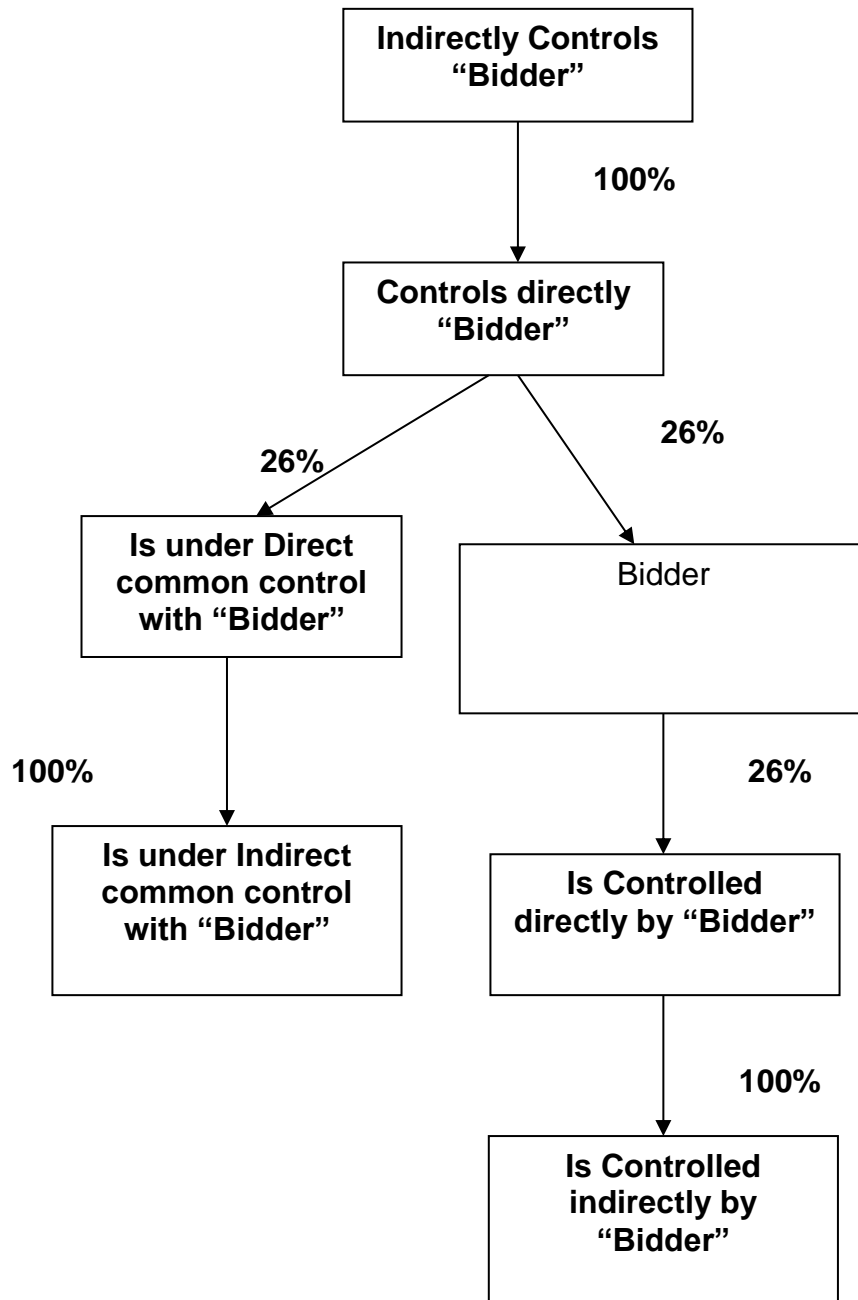 Indirectly Controls
“Bidder”
100%
Controls directly
“Bidder”
26%
26%
Is under Direct
common control
with “Bidder”
Bidder
100%
26%
Is under Indirect
common control
with “Bidder”
Is Controlled
directly by “Bidder”
100%
Is Controlled
indirectly by
“Bidder”